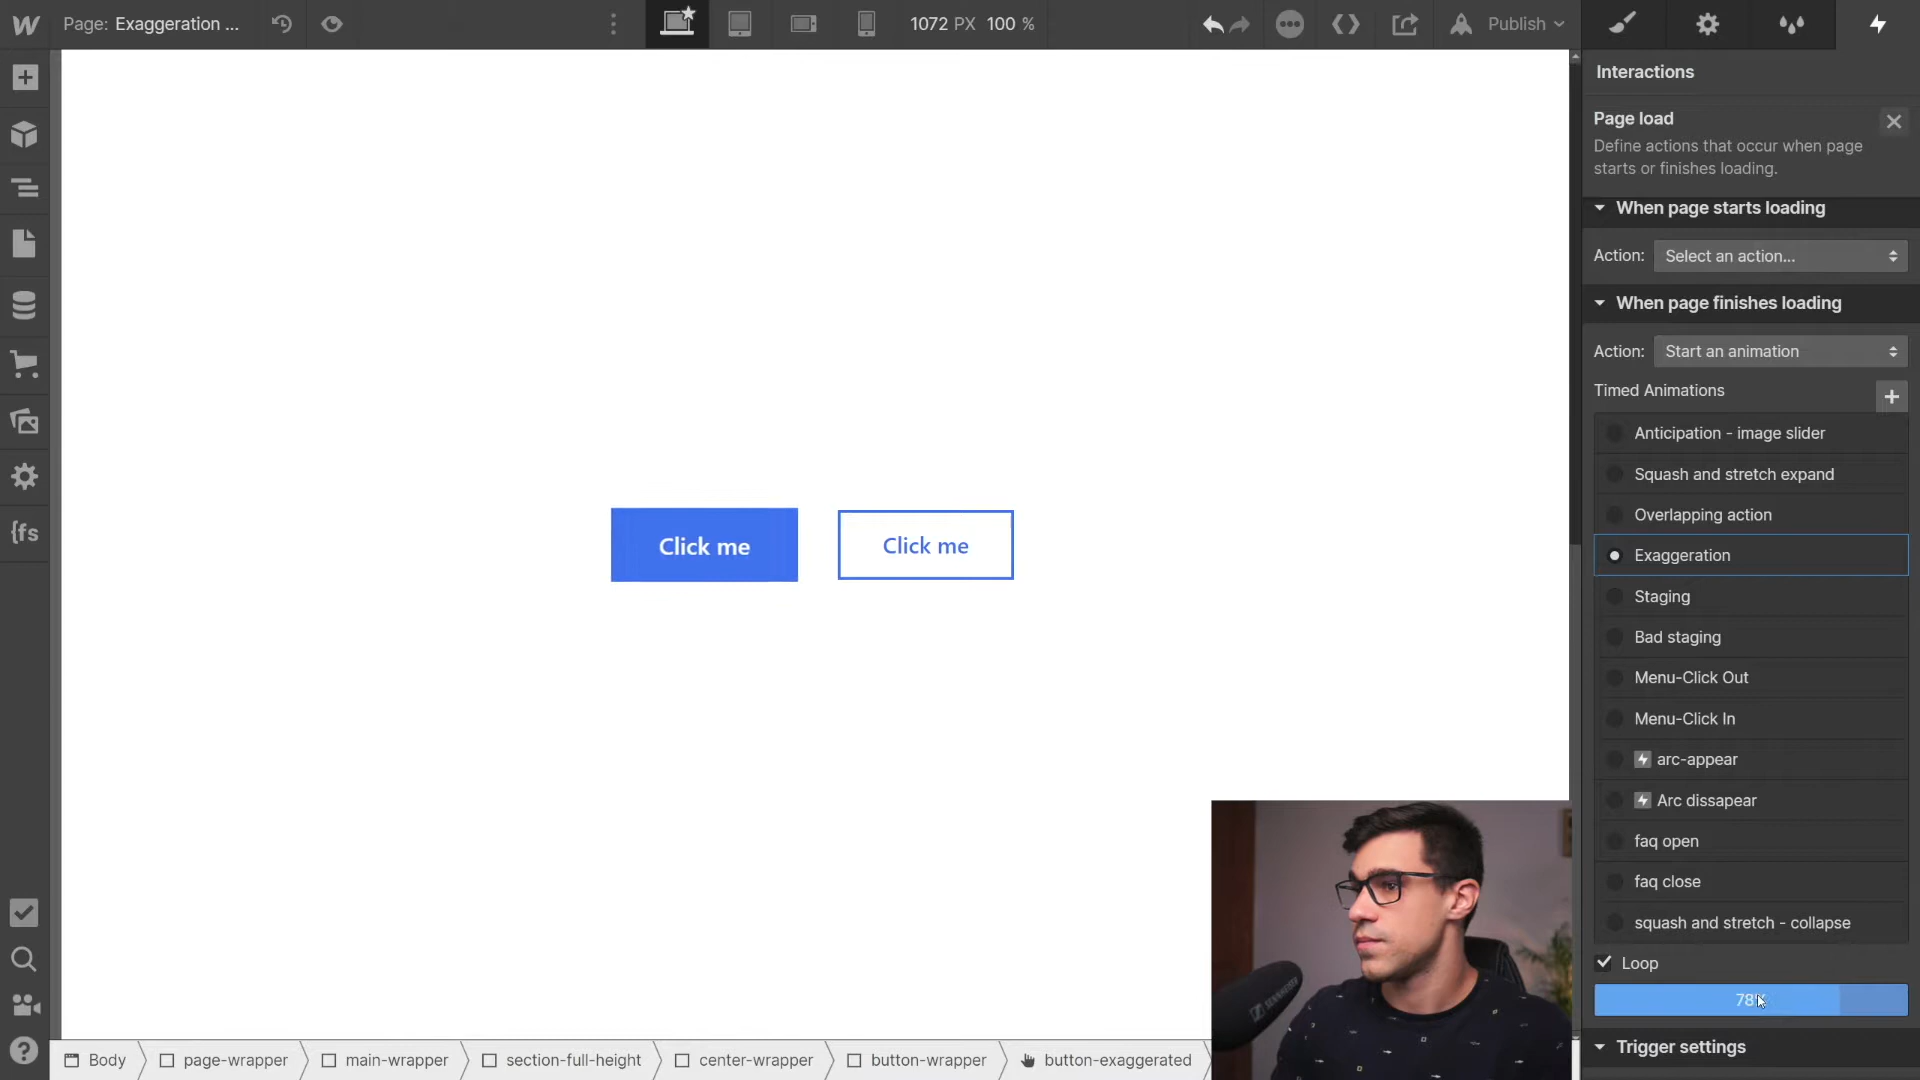 Page: Exaggeration ...
1072 PX 100 %
Publish
Interactions
Page load
Define actions that occur when page
starts or finishes loading.
When page starts loading
Action: Select an action...
When page finishes loading
Action: Start an animation
Timed Animations
Anticipation - image slider
Squash and stretch expand
Overlapping action
Exaggeration
Staging
Bad staging
Menu-Click Out
Menu-Click In
arc-appear
Arc dissapear
faq open
faq close
squash and stretch - collapse
Loop
78%
Trigger settings
{fs
Click me
Click me
SENNHEISER
Body
page-wrapper
main-wrapper
section-full-height
center-wrapper
button-wrapper
button-exaggerated